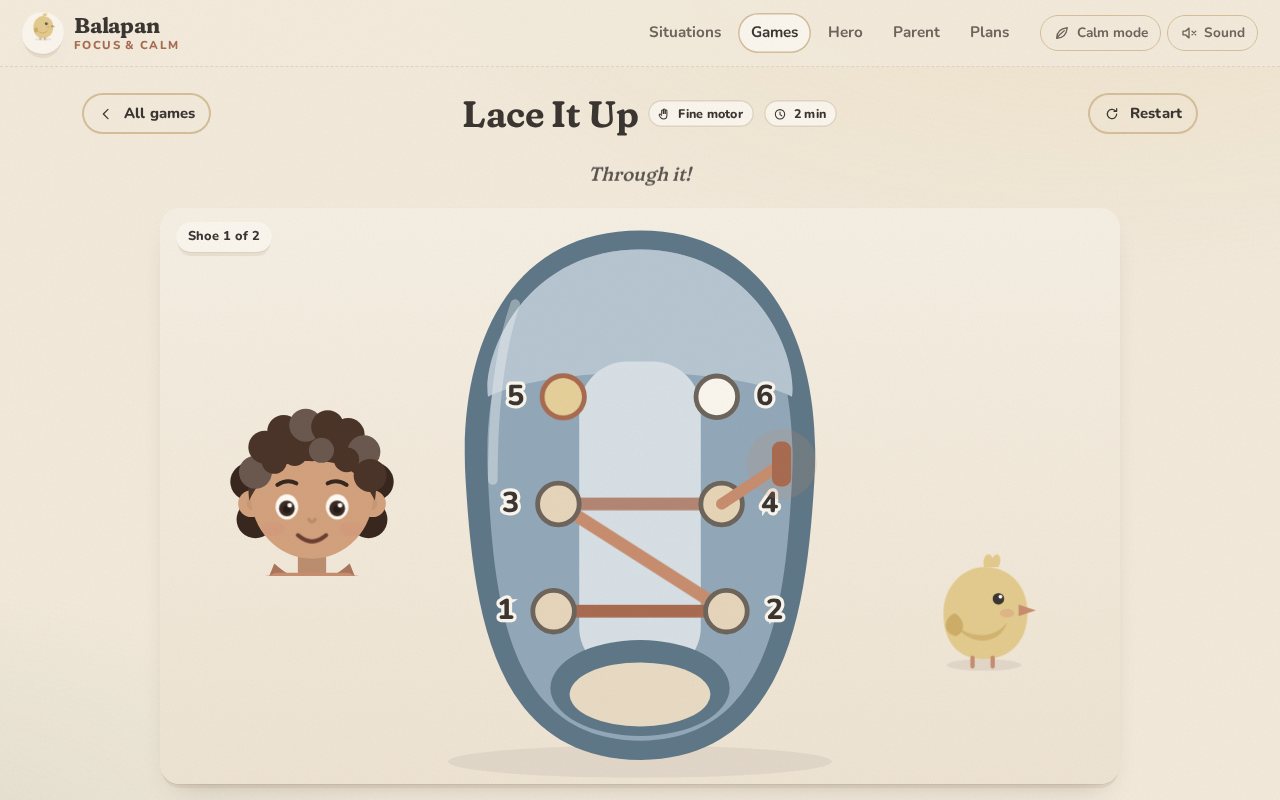 Balapan
FOCUS & CALM
Situations
Games
Hero
Parent
Plans
Calm mode
Sound
All games
Lace It Up
Fine motor
2 min
Restart
Through it!
Shoe 1 of 2
5
6
3
4
1
2